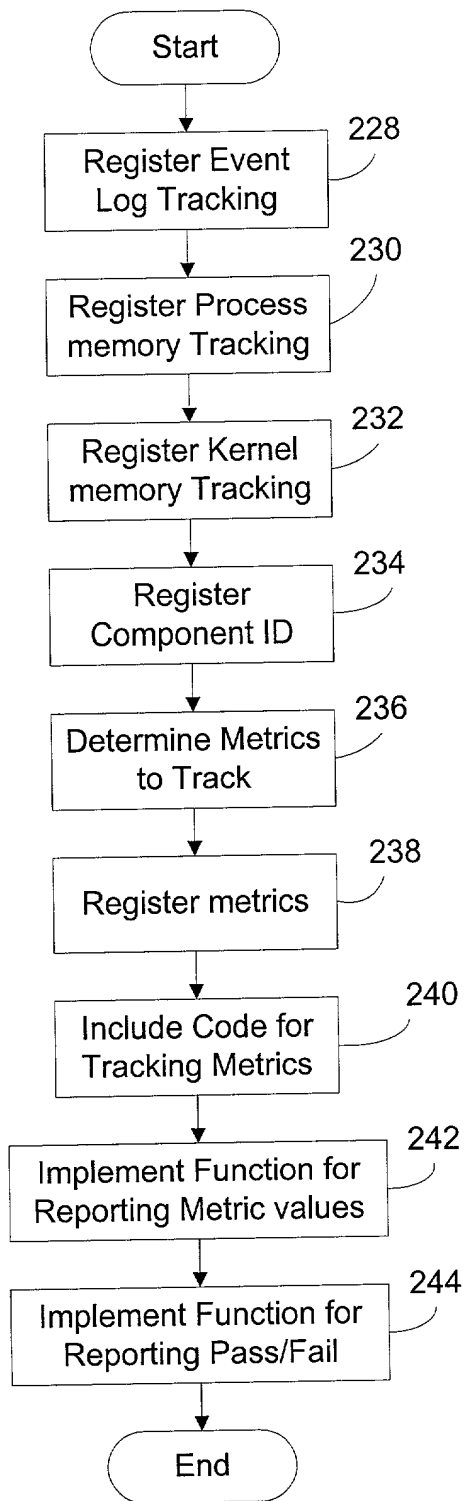 Start
228
Register Event
Log Tracking
230
Register Process
memory Tracking
232
Register Kernel
memory Tracking
234
Register
Component ID
236
Determine Metrics
to Track
238
Register metrics
240
Include Code for
Tracking Metrics
242
Implement Function for
Reporting Metric values
244
Implement Function for
Reporting Pass/Fail
End